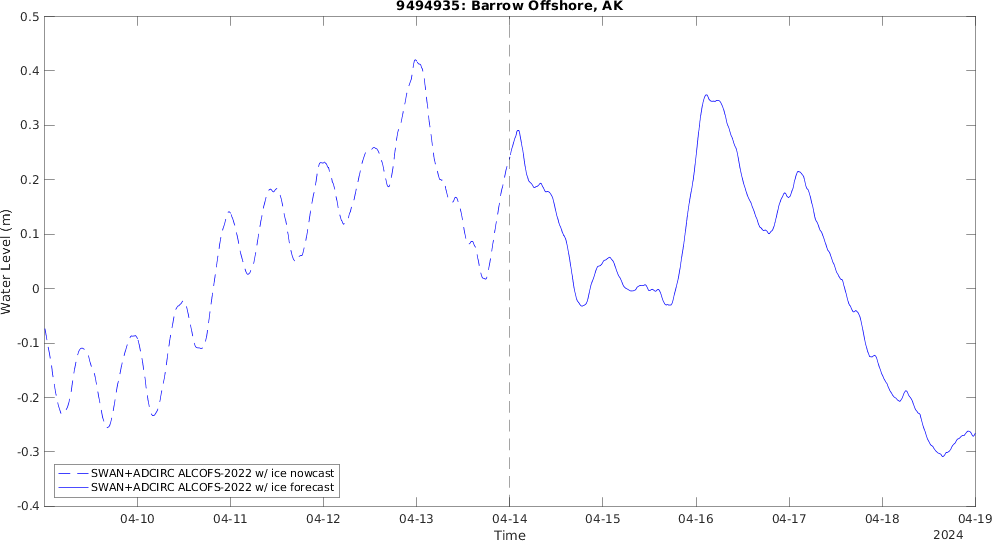 9494935: Barrow Offshore, AK
Water Level (m)
0.5
0.4
0.3
0.2
0.1
0
-0.1
-0.2
-0.3
-0.4
SWAN+ADCIRC ALCOFS-2022 w/ ice nowcast
SWAN+ADCIRC ALCOFS-2022 w/ ice forecast
04-10 04-11 04-12 04-13 04-14 04-15 04-16 04-17 04-18 04-19
Time
2024